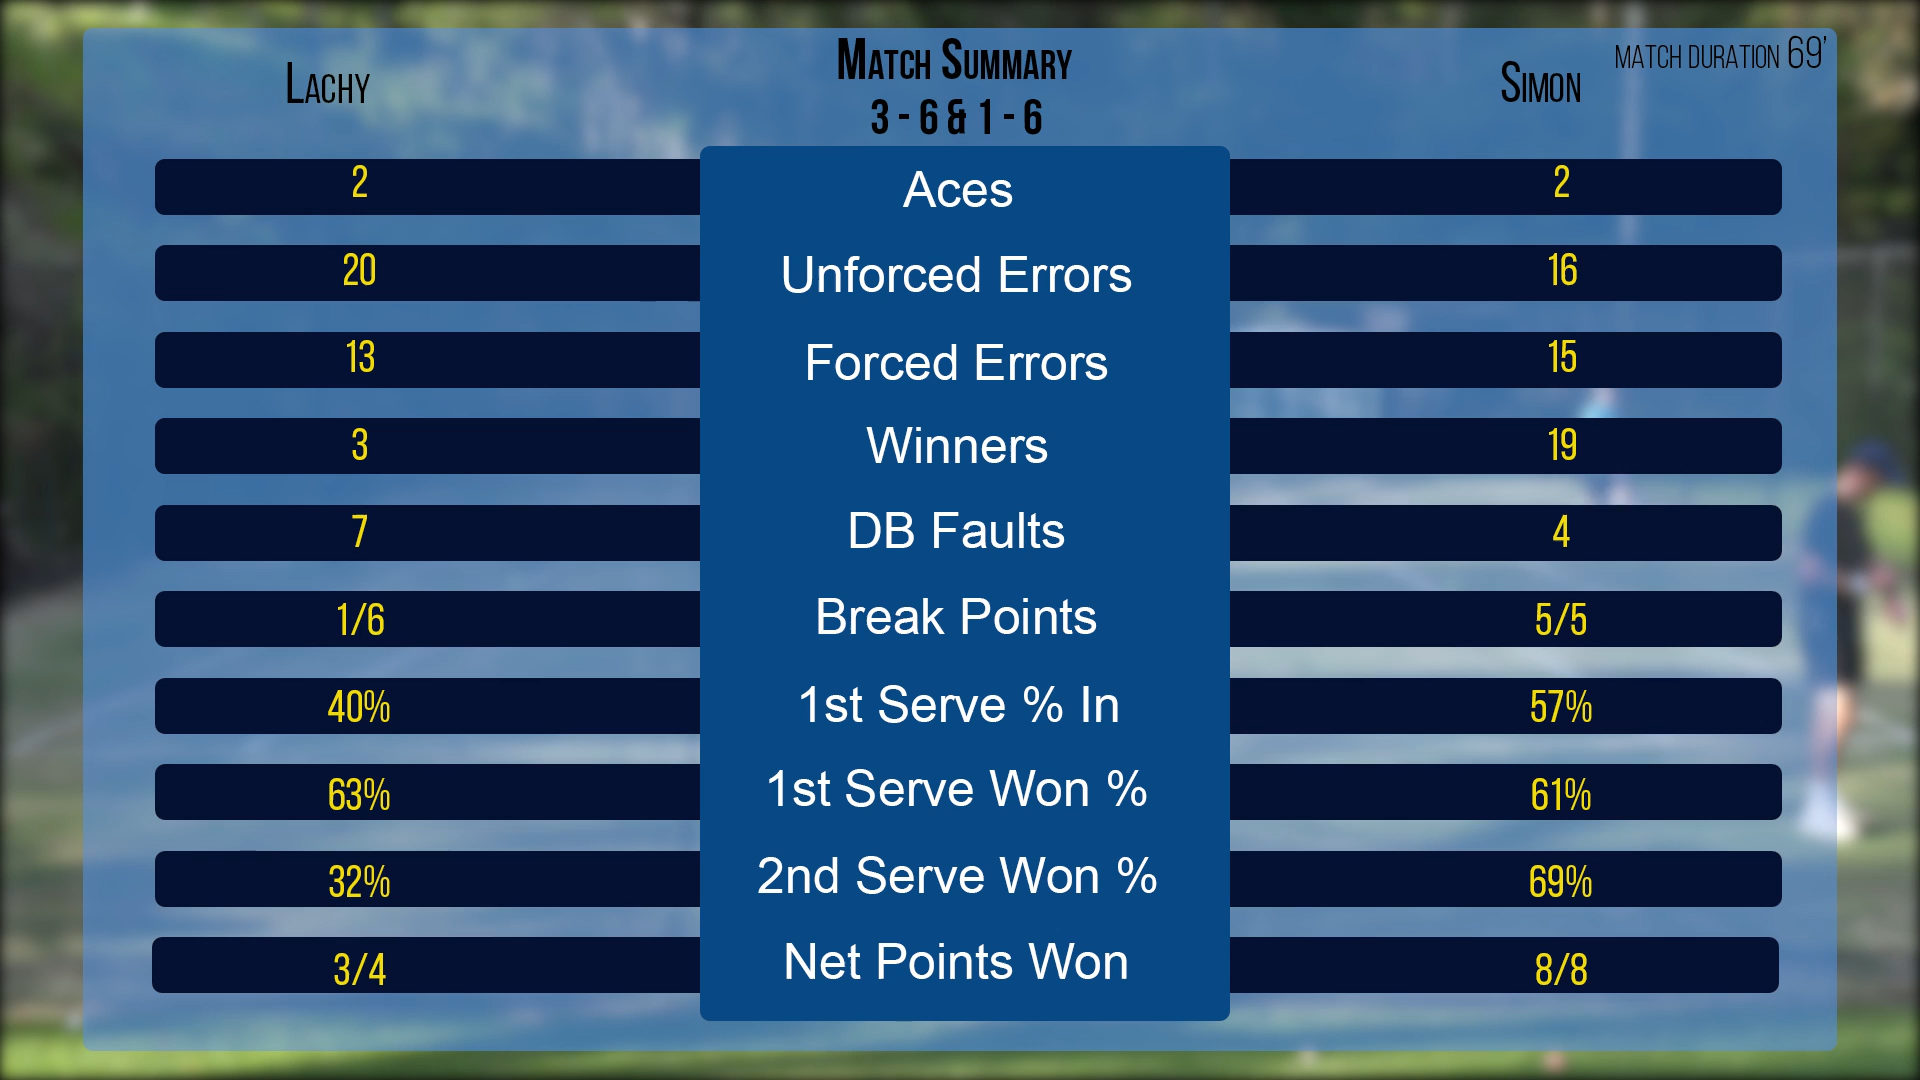 Match Summary
3 - 6 & 1 - 6
Lachy
Simon
MATCH DURATION 69'
2 Aces 2
20 Unforced Errors 16
13 Forced Errors 15
3 Winners 19
7 DB Faults 4
1/6 Break Points 5/5
40% 1st Serve % In 57%
63% 1st Serve Won % 61%
32% 2nd Serve Won % 69%
3/4 Net Points Won 8/8